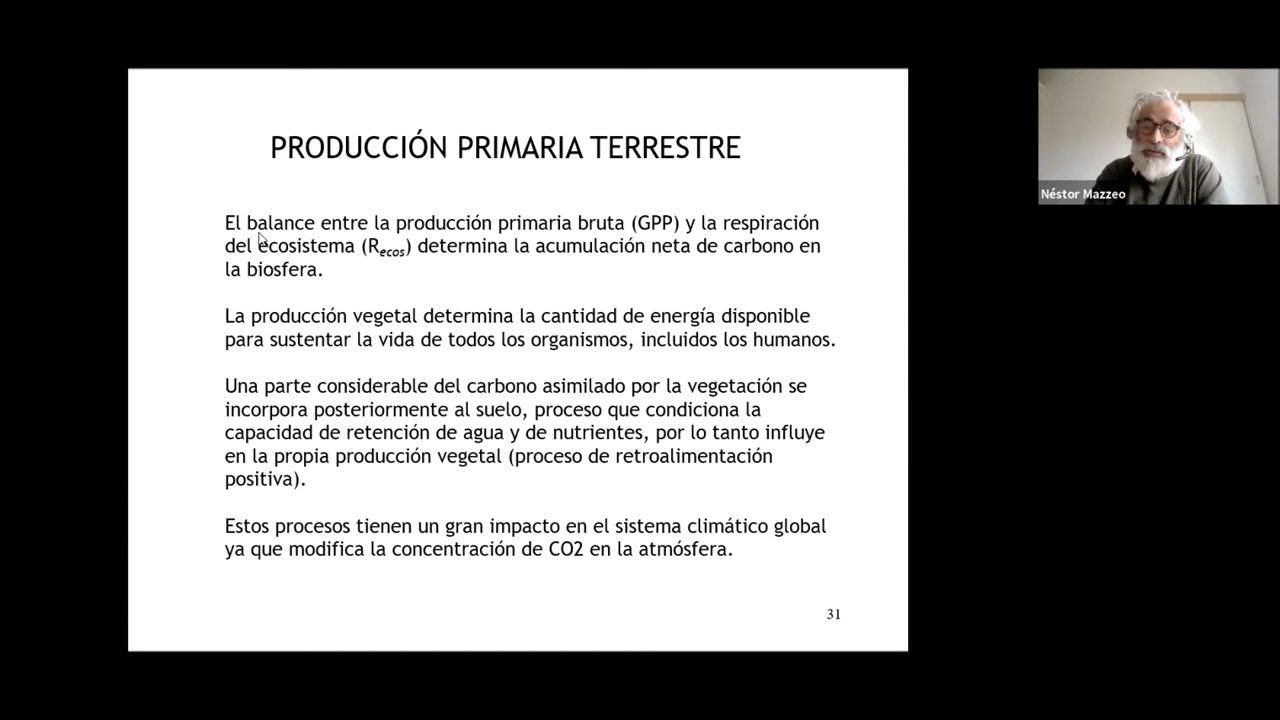 PRODUCCIÓN PRIMARIA TERRESTRE
El balance entre la producción primaria bruta (GPP) y la respiración
del ecosistema (Recos) determina la acumulación neta de carbono en
la biosfera.
La producción vegetal determina la cantidad de energía disponible
para sustentar la vida de todos los organismos, incluidos los humanos.
Una parte considerable del carbono asimilado por la vegetación se
incorpora posteriormente al suelo, proceso que condiciona la
capacidad de retención de agua y de nutrientes, por lo tanto influye
en la propia producción vegetal (proceso de retroalimentación
positiva).
Estos procesos tienen un gran impacto en el sistema climático global
ya que modifica la concentración de CO2 en la atmósfera.
31
Néstor Mazzeo